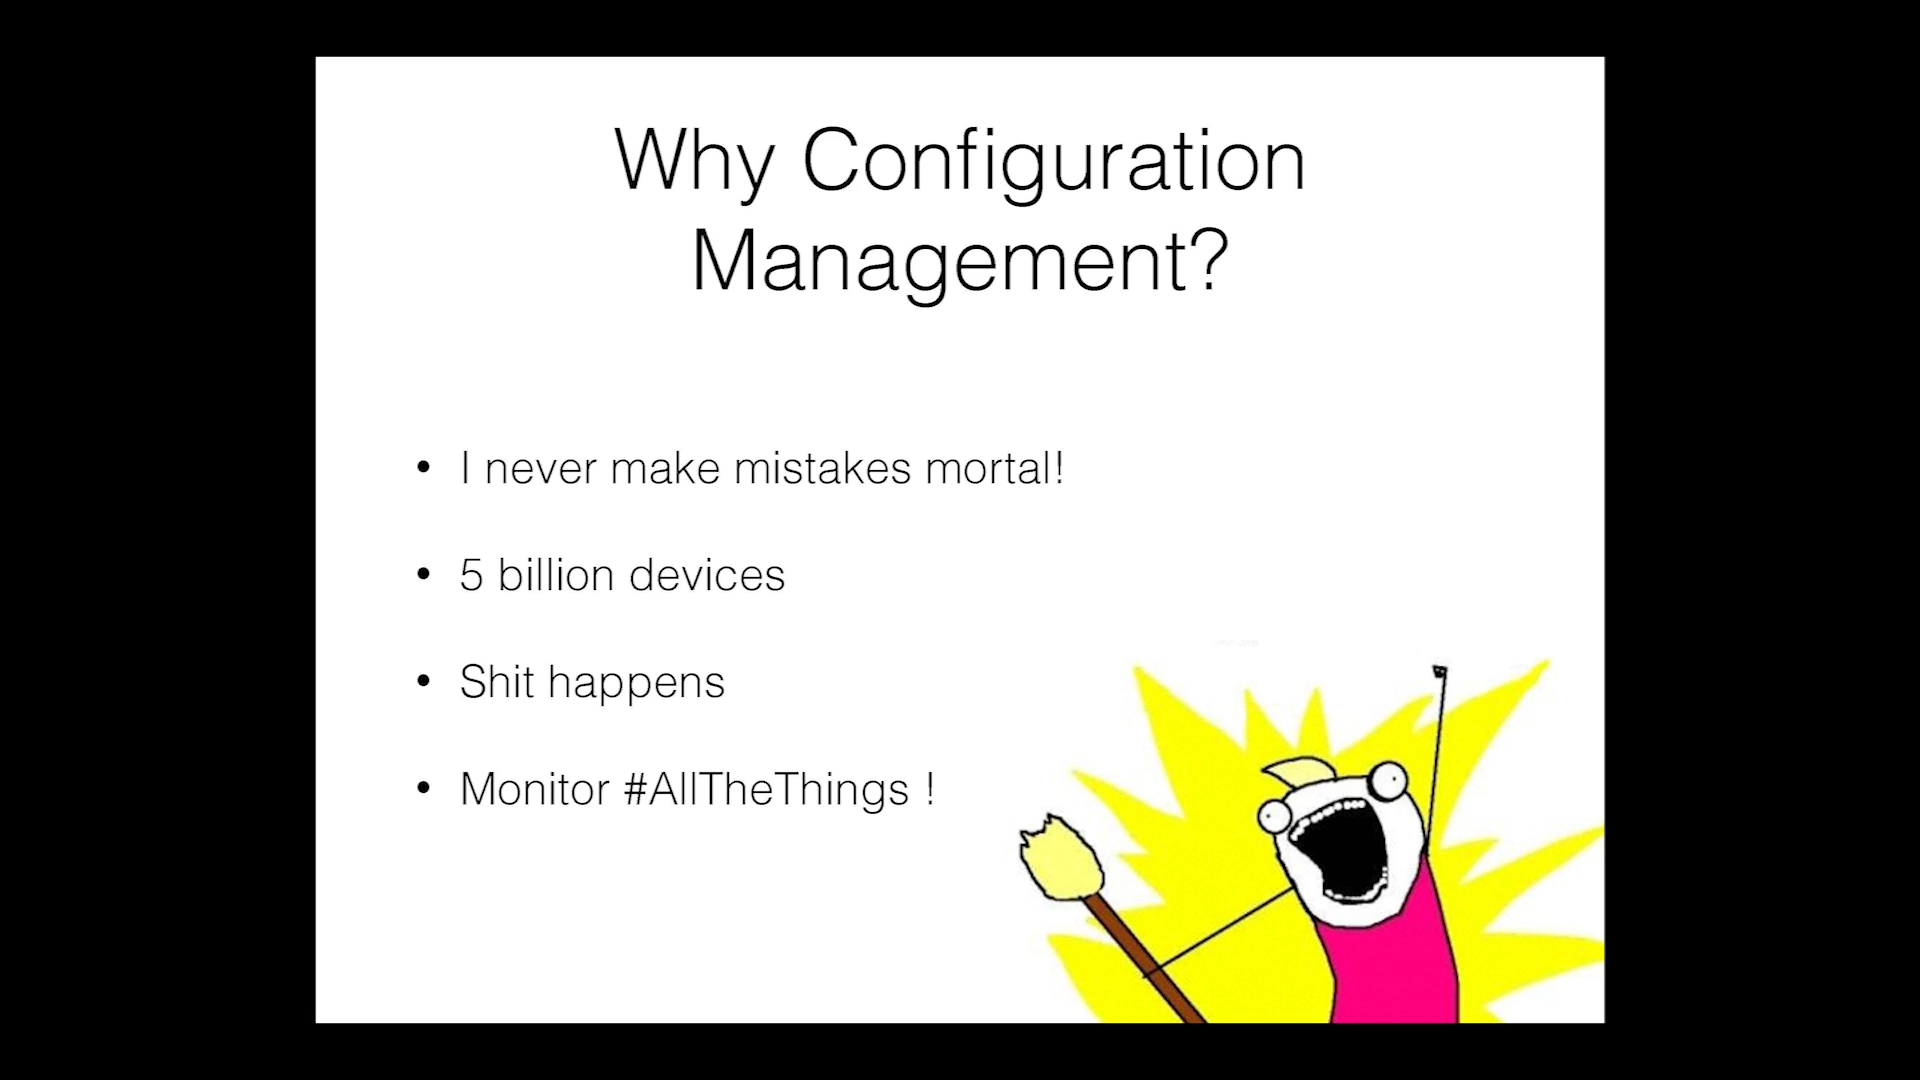 Why Configuration
Management?
• I never make mistakes mortal!
• 5 billion devices
• Shit happens
• Monitor #AllTheThings !